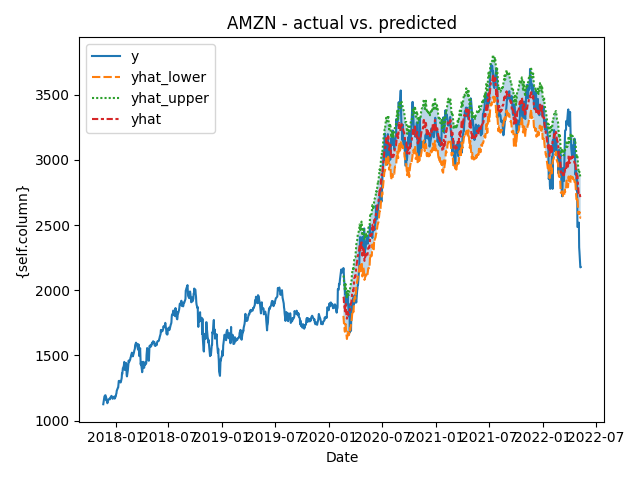 AMZN - actual vs. predicted
y
yhat_lower
yhat_upper
yhat
3500
3000
2500
2000
1500
1000
{self.column}
2018-01 2018-07 2019-01 2019-07 2020-01 2020-07 2021-01 2021-07 2022-01 2022-07
Date